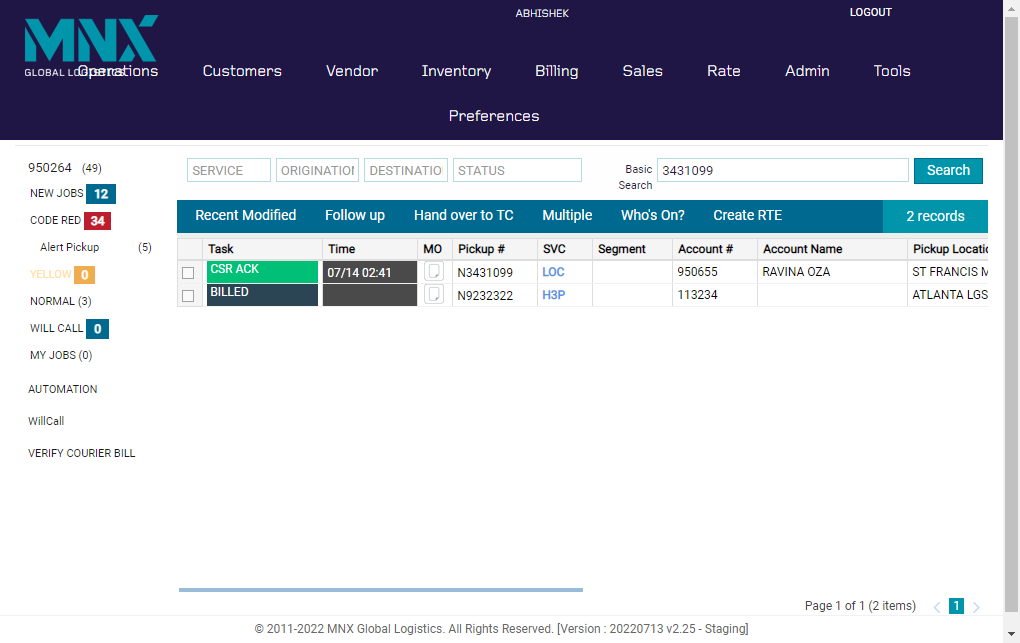 ABHISHEK
LOGOUT
MNX
GLOBAL LOGISTICS
Operations Customers Vendor Inventory Billing Sales Rate Admin Tools
Preferences
950264 (49)
NEW JOBS 12
CODE RED 34
Alert Pickup (5)
YELLOW 0
NORMAL (3)
WILL CALL 0
MY JOBS (0)
AUTOMATION
WillCall
VERIFY COURIER BILL
SERVICE ORIGINATION DESTINATIO STATUS
Basic Search 3431099 Search
Recent Modified Follow up Hand over to TC Multiple Who's On? Create RTE 2 records
Task Time MO Pickup # SVC Segment Account # Account Name Pickup Locatio
CSR ACK 07/14 02:41 N3431099 LOC 950655 RAVINA OZA ST FRANCIS M
BILLED N9232322 H3P 113234 ATLANTA LGS
Page 1 of 1 (2 items) 1
© 2011-2022 MNX Global Logistics. All Rights Reserved. [Version : 20220713 v2.25 - Staging]